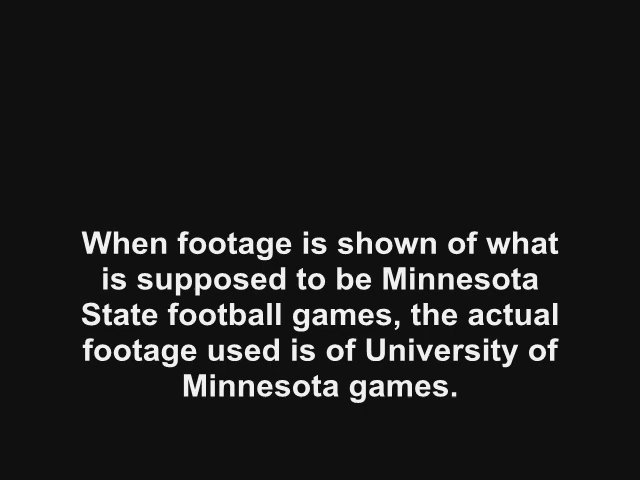 When footage is shown of what
is supposed to be Minnesota
State football games, the actual
footage used is of University of
Minnesota games.